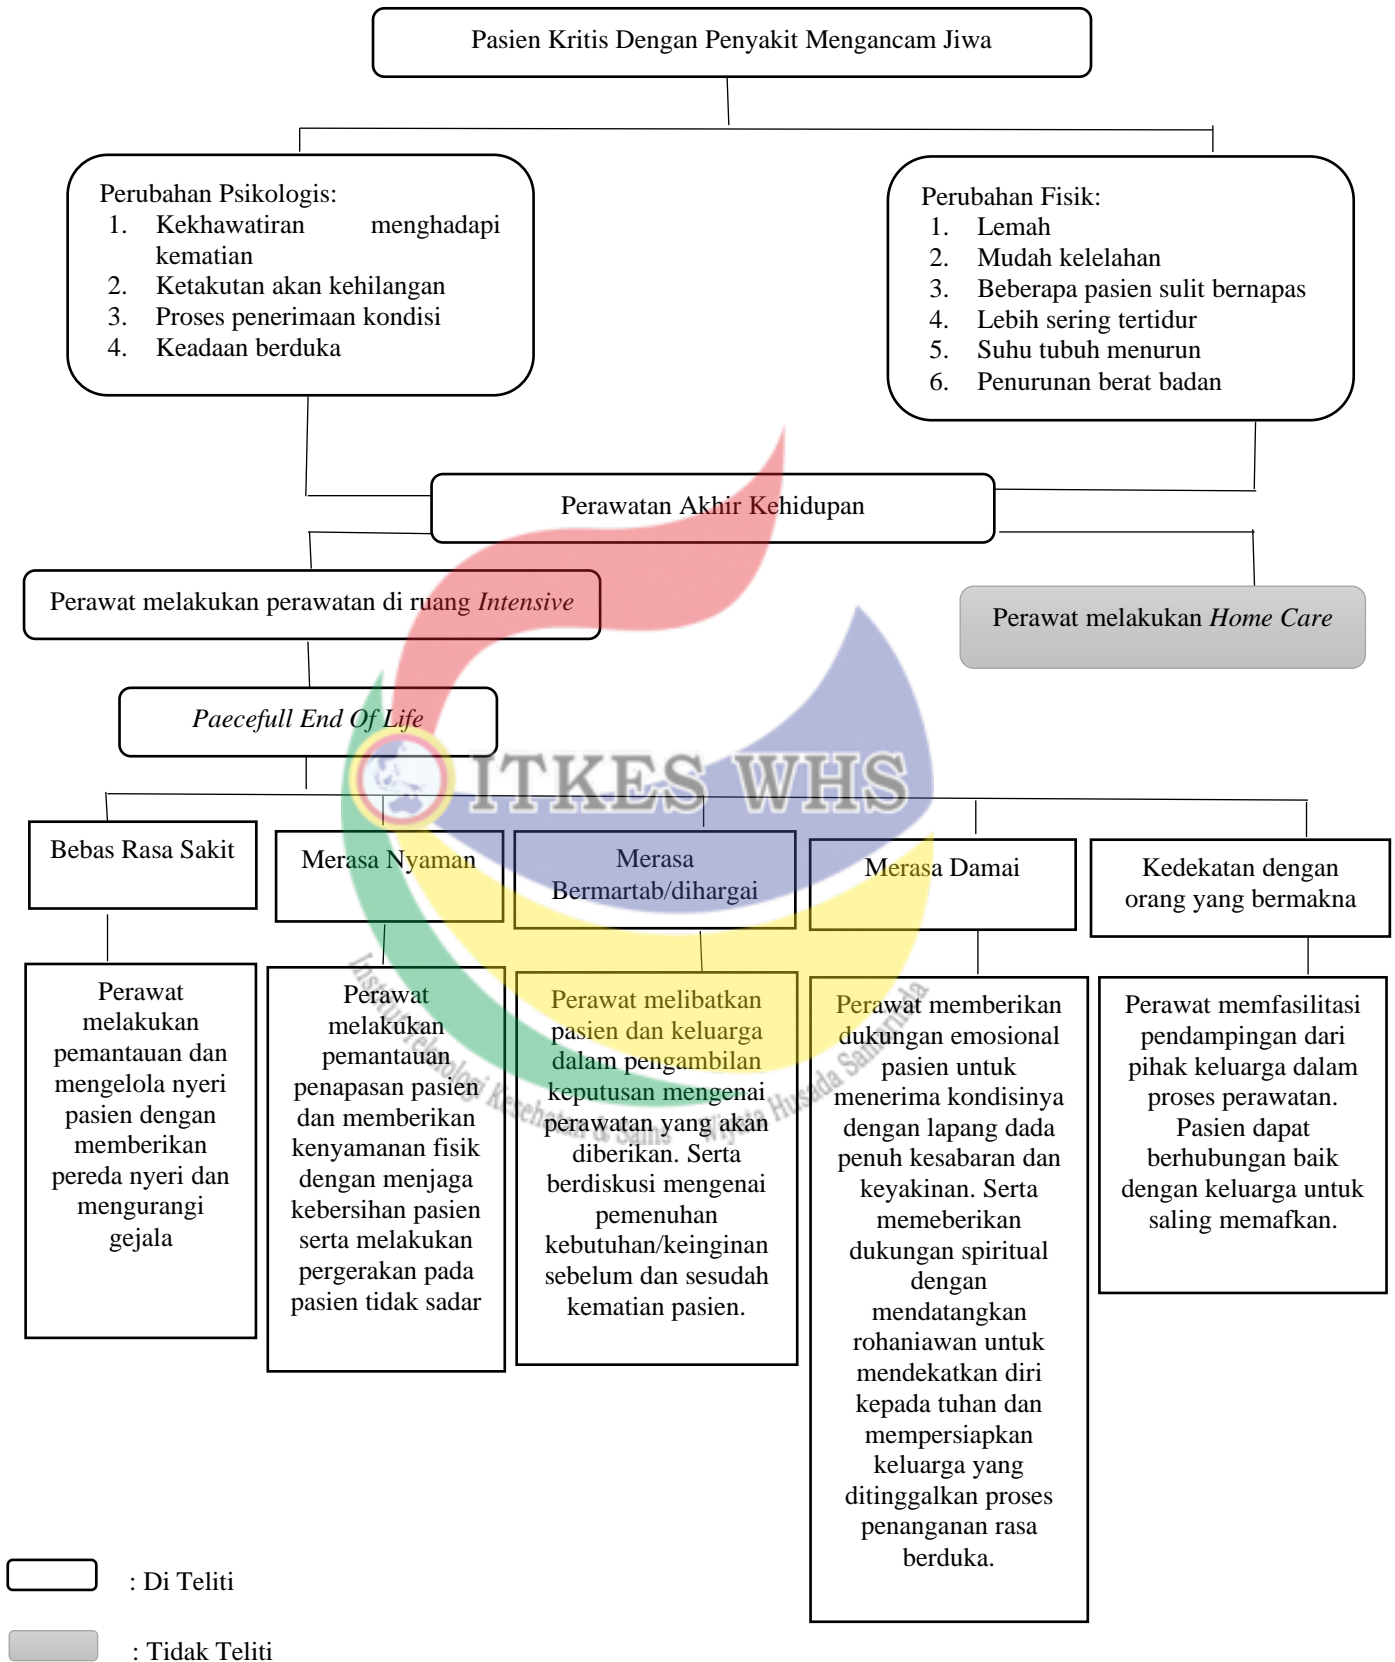 Pasien Kritis Dengan Penyakit Mengancam Jiwa
Perubahan Psikologis:
1. Kekhawatiran menghadapi
kematian
2. Ketakutan akan kehilangan
3. Proses penerimaan kondisi
4. Keadaan berduka
Perubahan Fisik:
1. Lemah
2. Mudah kelelahan
3. Beberapa pasien sulit bernapas
4. Lebih sering tertidur
5. Suhu tubuh menurun
6. Penurunan berat badan
Perawatan Akhir Kehidupan
Perawat melakukan perawatan di ruang Intensive
Perawat melakukan Home Care
Paecefull End Of Life
ITKES WHS
Institut Teknologi Kesehatan & Sains Wiyata Husada Samarinda
Bebas Rasa Sakit
Merasa Nyaman
Merasa
Bermartab/dihargai
Merasa Damai
Kedekatan dengan
orang yang bermakna
Perawat
melakukan
pemantauan dan
mengelola nyeri
pasien dengan
memberikan
pereda nyeri dan
mengurangi
gejala
Perawat
melakukan
pemantauan
penapasan pasien
dan memberikan
kenyamanan fisik
dengan menjaga
kebersihan pasien
serta melakukan
pergerakan pada
pasien tidak sadar
Perawat melibatkan
pasien dan keluarga
dalam pengambilan
keputusan mengenai
perawatan yang akan
diberikan. Serta
berdiskusi mengenai
pemenuhan
kebutuhan/keinginan
sebelum dan sesudah
kematian pasien.
Perawat memberikan
dukungan emosional
pasien untuk
menerima kondisinya
dengan lapang dada
penuh kesabaran dan
keyakinan. Serta
memeberikan
dukungan spiritual
dengan
mendatangkan
rohaniawan untuk
mendekatkan diri
kepada tuhan dan
mempersiapkan
keluarga yang
ditinggalkan proses
penanganan rasa
berduka.
Perawat memfasilitasi
pendampingan dari
pihak keluarga dalam
proses perawatan.
Pasien dapat
berhubungan baik
dengan keluarga untuk
saling memafkan.
: Di Teliti
: Tidak Teliti